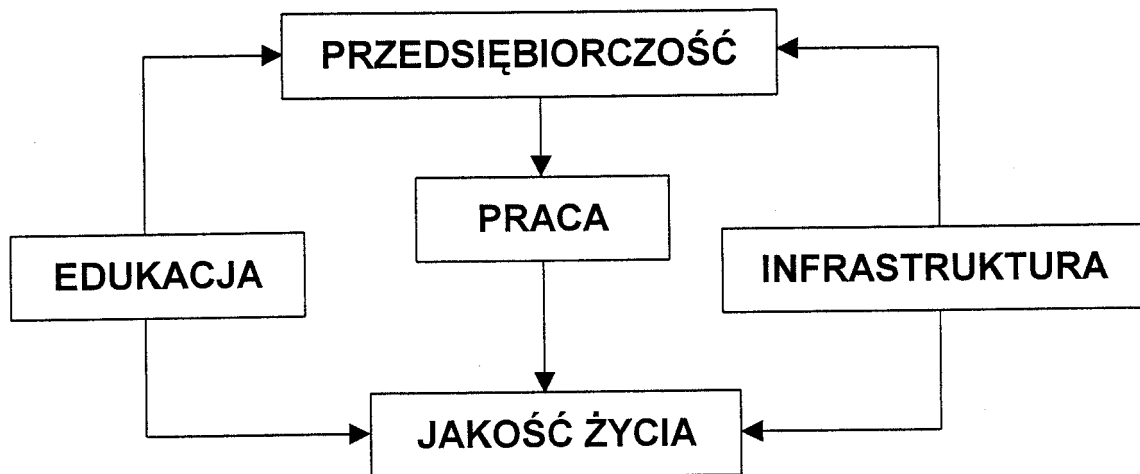 PRZEDSIĘBIORCZOŚĆ
PRACA
EDUKACJA
INFRASTRUKTURA
JAKOŚĆ ŻYCIA